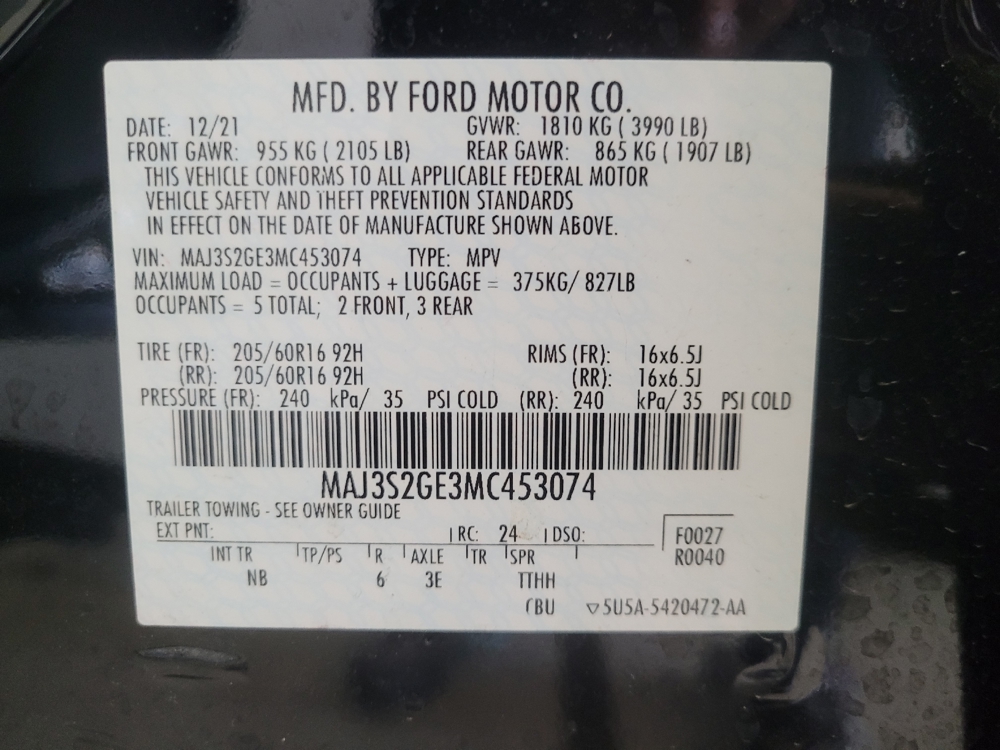 MFD. BY FORD MOTOR CO.
DATE: 12/21 GVWR: 1810 KG ( 3990 LB)
FRONT GAWR: 955 KG ( 2105 LB) REAR GAWR: 865 KG ( 1907 LB)
THIS VEHICLE CONFORMS TO ALL APPLICABLE FEDERAL MOTOR
VEHICLE SAFETY AND THEFT PREVENTION STANDARDS
IN EFFECT ON THE DATE OF MANUFACTURE SHOWN ABOVE.
VIN: MAJ3S2GE3MC453074 TYPE: MPV
MAXIMUM LOAD = OCCUPANTS + LUGGAGE = 375KG/ 827LB
OCCUPANTS = 5 TOTAL; 2 FRONT, 3 REAR
TIRE (FR): 205/60R16 92H RIMS (FR): 16x6.5J
(RR): 205/60R16 92H (RR): 16x6.5J
PRESSURE (FR): 240 kPa/ 35 PSI COLD (RR): 240 kPa/ 35 PSI COLD
MAJ3S2GE3MC453074
TRAILER TOWING - SEE OWNER GUIDE
EXT PNT: RC: 24 DSO: F0027
R0040
INT TR TP/PS R AXLE TR SPR
NB 6 3E TTHH
CBU 5U5A-5420472-AA